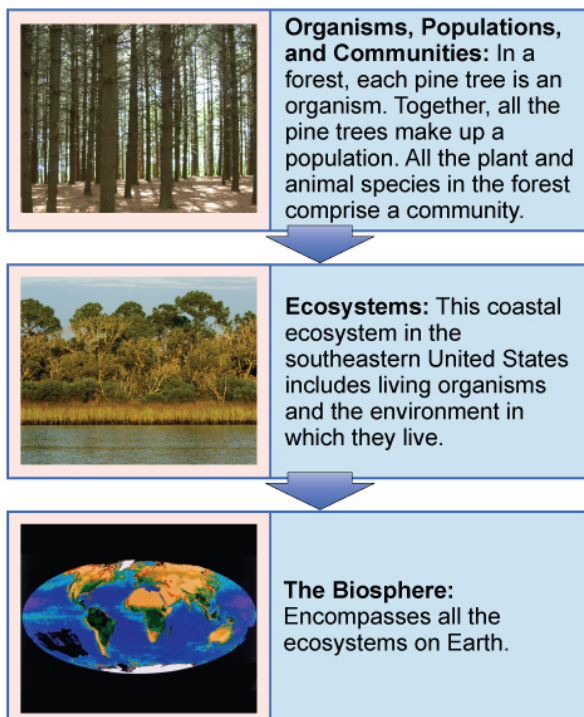 Organisms, Populations,
and Communities: In a
forest, each pine tree is an
organism. Together, all the
pine trees make up a
population. All the plant and
animal species in the forest
comprise a community.
Ecosystems: This coastal
ecosystem in the
southeastern United States
includes living organisms
and the environment in
which they live.
The Biosphere:
Encompasses all the
ecosystems on Earth.